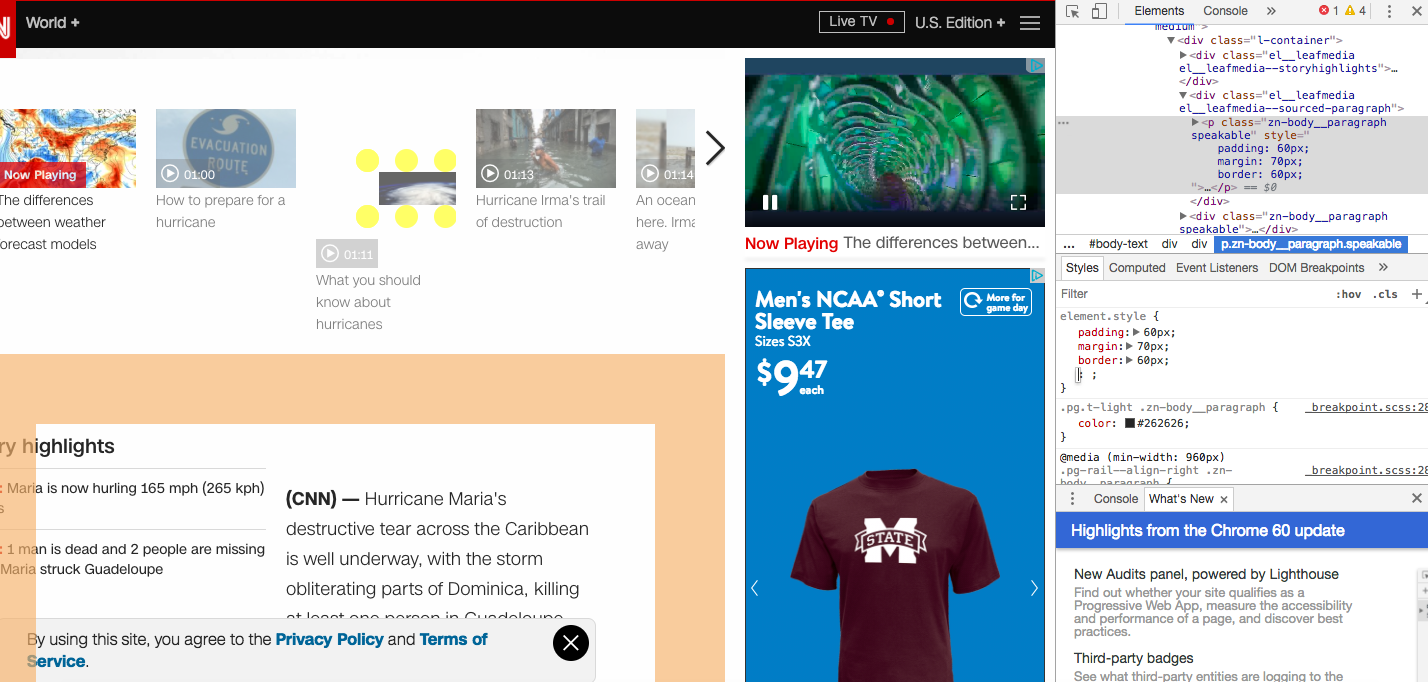 N
World +
Live TV
U.S. Edition +
Now Playing
The differences
between weather
forecast models
EVACUATION
ROUTE
01:00
How to prepare for a
hurricane
01:11
What you should
know about
hurricanes
01:13
Hurricane Irma's trail
of destruction
01:14
An ocean
here. Irma
away
Now Playing The differences between...
Men's NCAA® Short
Sleeve Tee
Sizes S3X
$9 47
each
More for
game day
M
STATE
ry highlights
: Maria is now hurling 165 mph (265 kph)
s
: 1 man is dead and 2 people are missing
Maria struck Guadeloupe
(CNN) — Hurricane Maria's
destructive tear across the Caribbean
is well underway, with the storm
obliterating parts of Dominica, killing
at least one person in Guadeloupe
By using this site, you agree to the Privacy Policy and Terms of
Service.
Elements Console » 1 4
medium">
▼<div class="l-container">
▶<div class="el__leafmedia
el__leafmedia--storyhighlights">…
</div>
▼<div class="el__leafmedia
el__leafmedia--sourced-paragraph">
▶<p class="zn-body__paragraph
speakable" style="
padding: 60px;
margin: 70px;
border: 60px;
">…</p> == $0
</div>
▶<div class="zn-body__paragraph
speakable">…</div>
... #body-text div div p.zn-body__paragraph.speakable
Styles Computed Event Listeners DOM Breakpoints »
Filter :hov .cls +
element.style {
padding:▶60px;
margin:▶70px;
border:▶60px;
: ;
}
.pg.t-light .zn-body__paragraph { _breakpoint.scss:28
color: #262626;
}
@media (min-width: 960px)
.pg-rail--align-right .zn- _breakpoint.scss:28
body__paragraph {
Console What's New ×
Highlights from the Chrome 60 update
New Audits panel, powered by Lighthouse
Find out whether your site qualifies as a
Progressive Web App, measure the accessibility
and performance of a page, and discover best
practices.
Third-party badges
See what third-party entities are logging to the